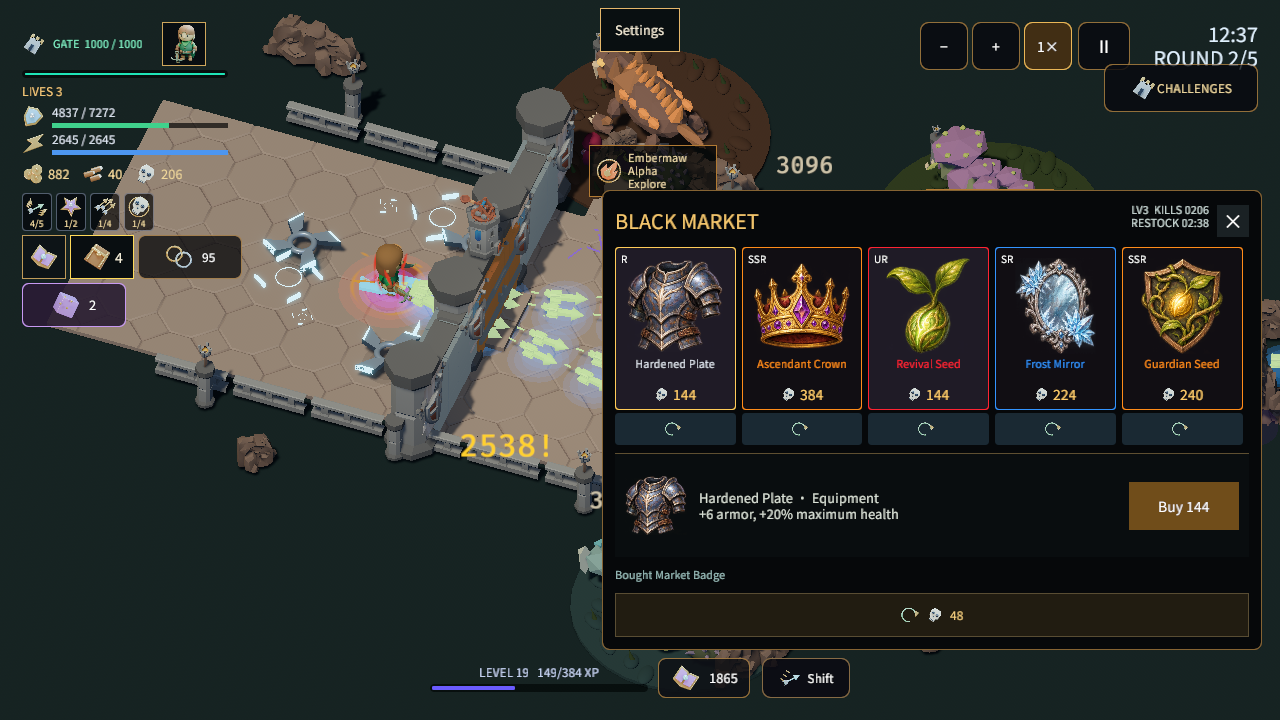 GATE 1000 / 1000
Settings
−
+
1×
12:37
ROUND 2/5
CHALLENGES
LIVES 3
4837 / 7272
2645 / 2645
882
40
206
4/5
1/2
1/4
1/4
4
95
2
Embermaw
Alpha
Explore
3096
2538!
3
BLACK MARKET
LV3 KILLS 0206
RESTOCK 02:38
R
Hardened Plate
144
SSR
Ascendant Crown
384
UR
Revival Seed
144
SR
Frost Mirror
224
SSR
Guardian Seed
240
Hardened Plate • Equipment
+6 armor, +20% maximum health
Buy 144
Bought Market Badge
48
LEVEL 19 149/384 XP
1865
Shift